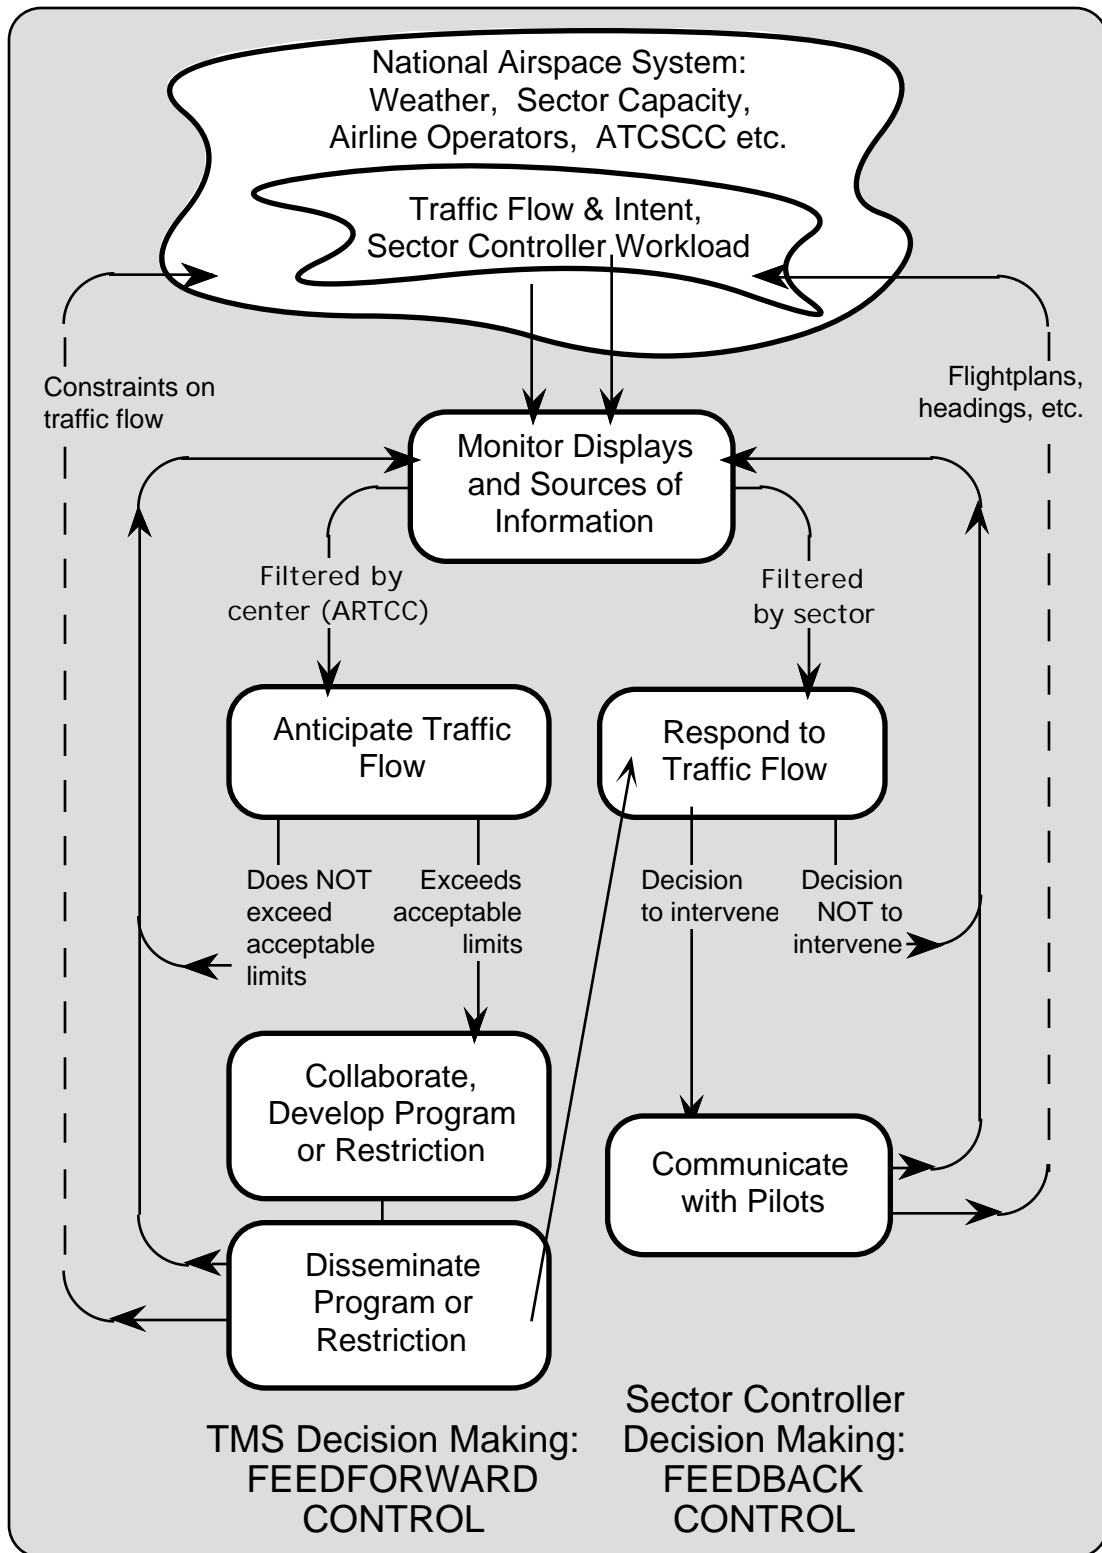 National Airspace System:
Weather, Sector Capacity,
Airline Operators, ATCSCC etc.
Traffic Flow & Intent,
Sector Controller Workload
Constraints on
traffic flow
Flightplans,
headings, etc.
Monitor Displays
and Sources of
Information
Filtered by
center (ARTCC)
Filtered
by sector
Anticipate Traffic
Flow
Respond to
Traffic Flow
Does NOT
exceed
acceptable
limits
Exceeds
acceptable
limits
Decision
to intervene
Decision
NOT to
intervene
Collaborate,
Develop Program
or Restriction
Communicate
with Pilots
Disseminate
Program or
Restriction
TMS Decision Making:
FEEDFORWARD
CONTROL
Sector Controller
Decision Making:
FEEDBACK
CONTROL